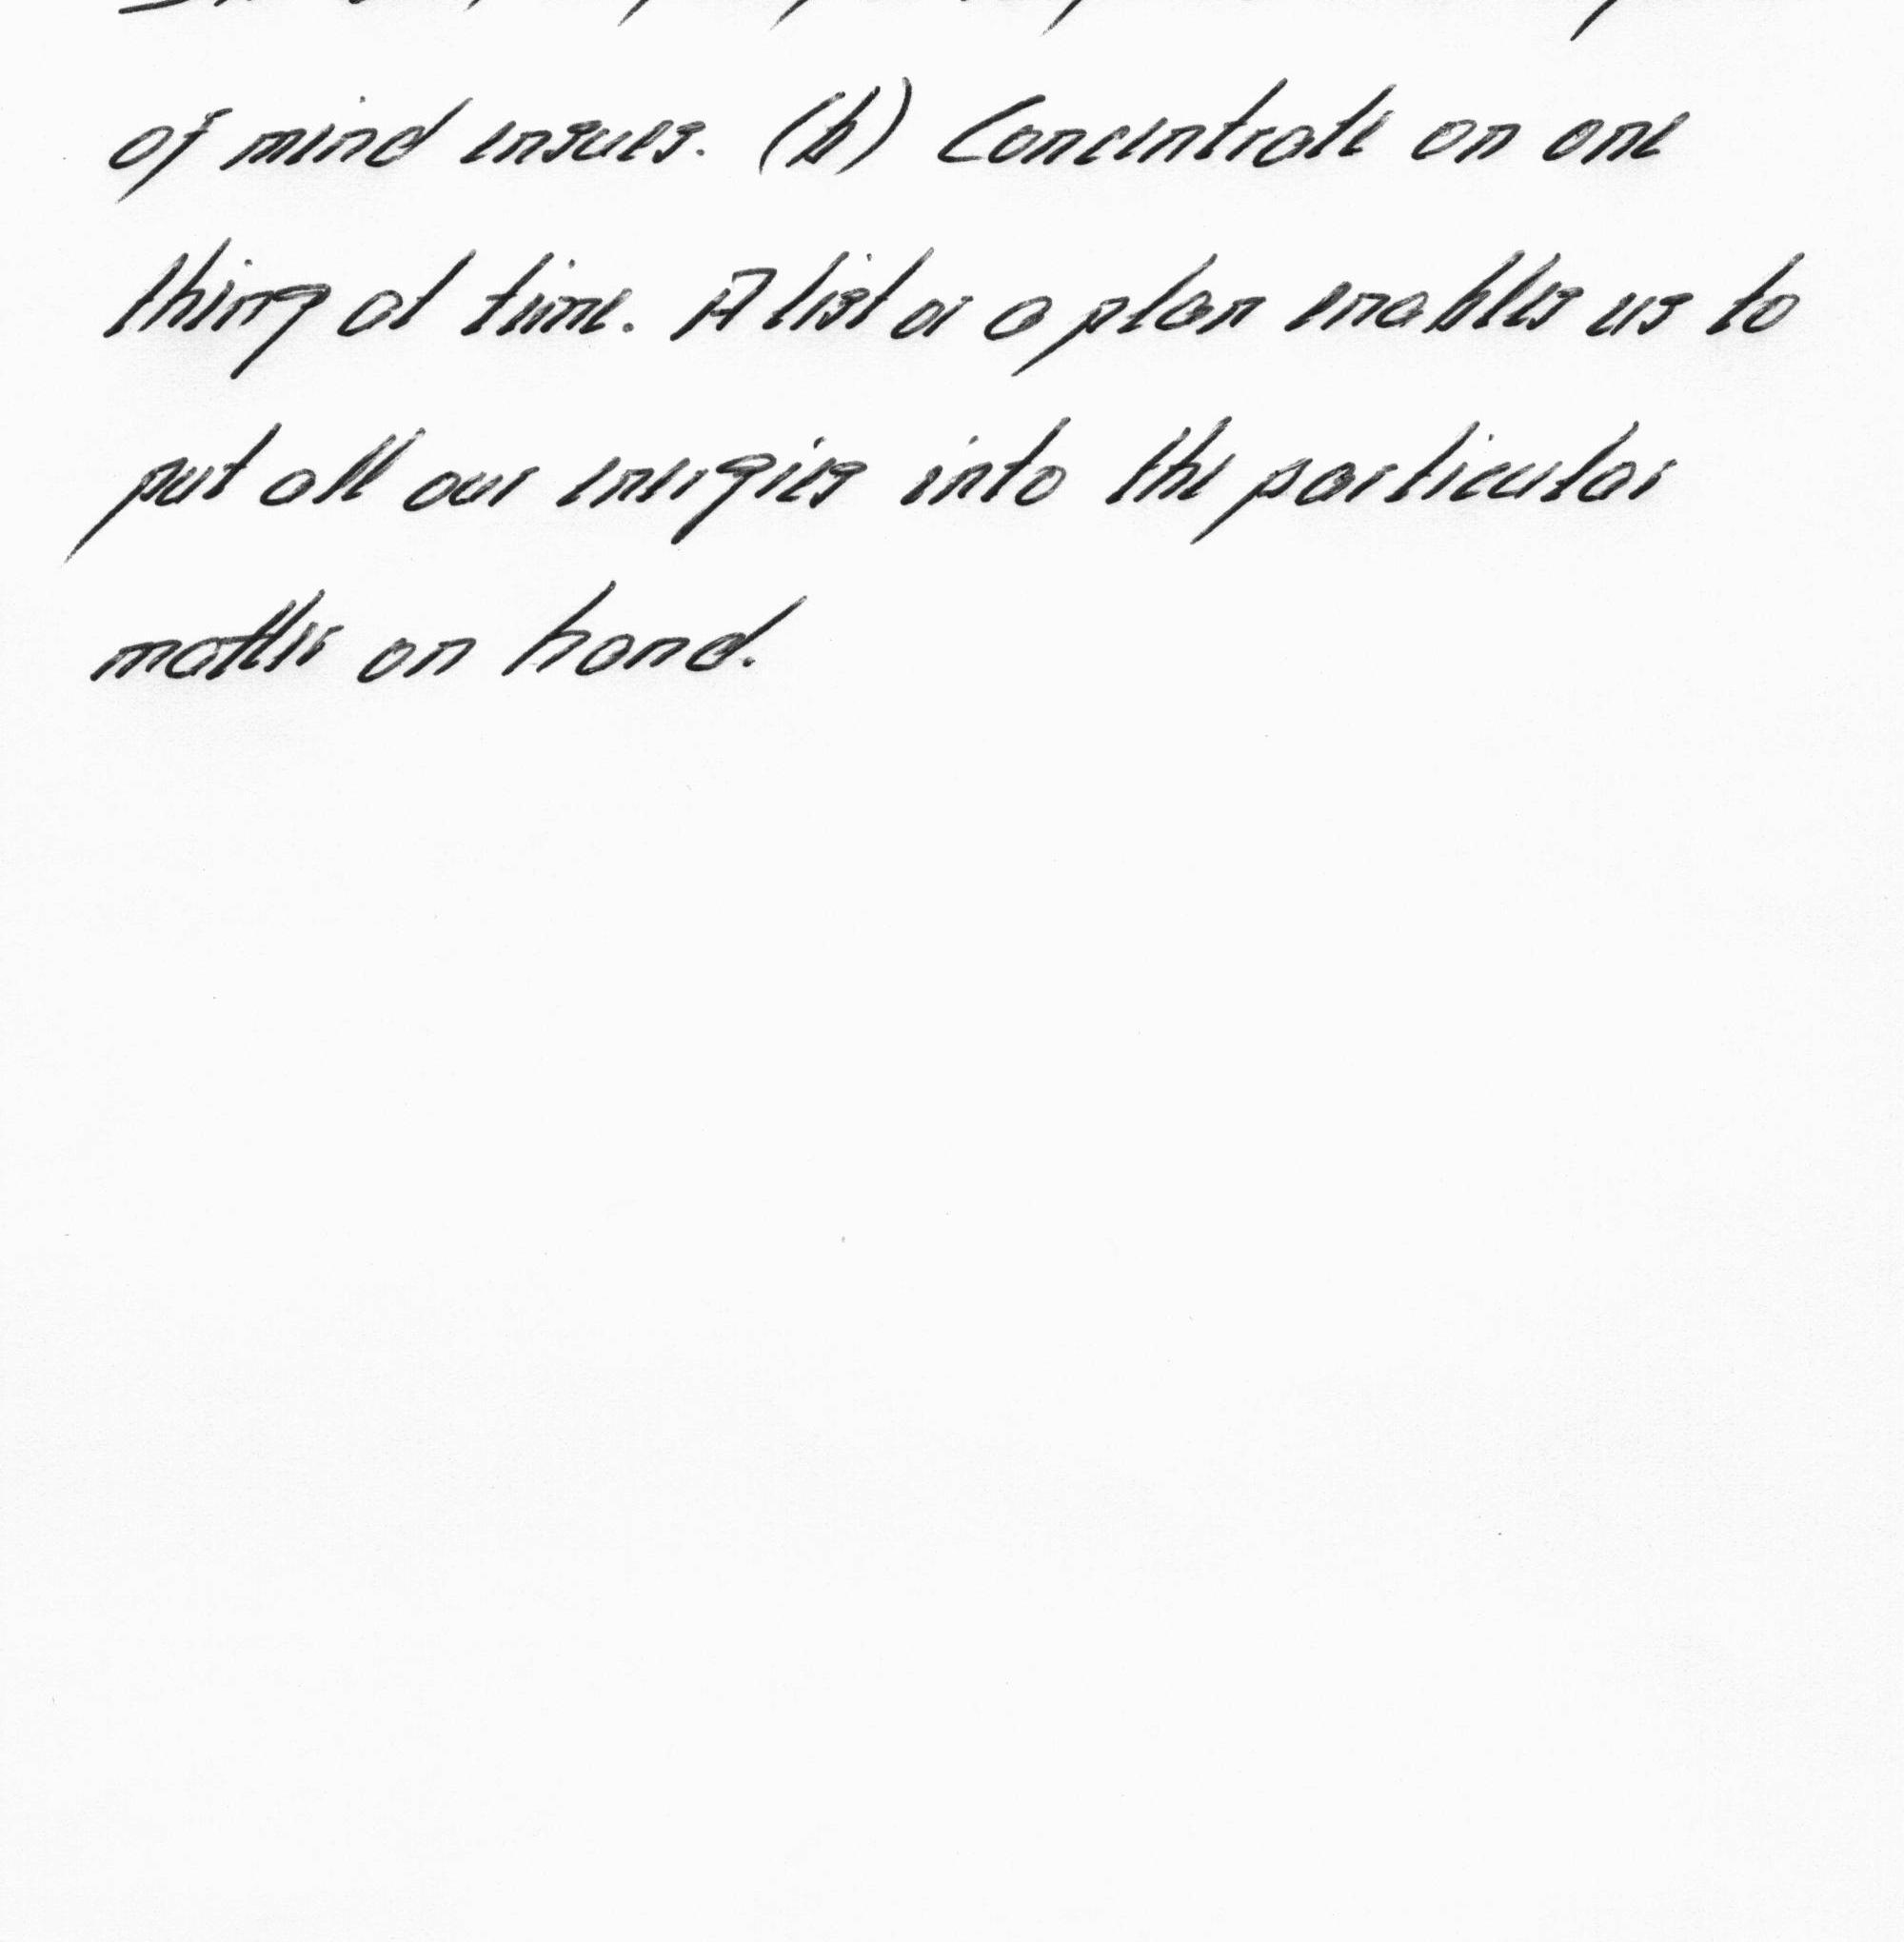 of mind ensues. (h) Concentrate on one
thing at time. A list or a plan enables us to
put all our energies into the particular
matter on hand.